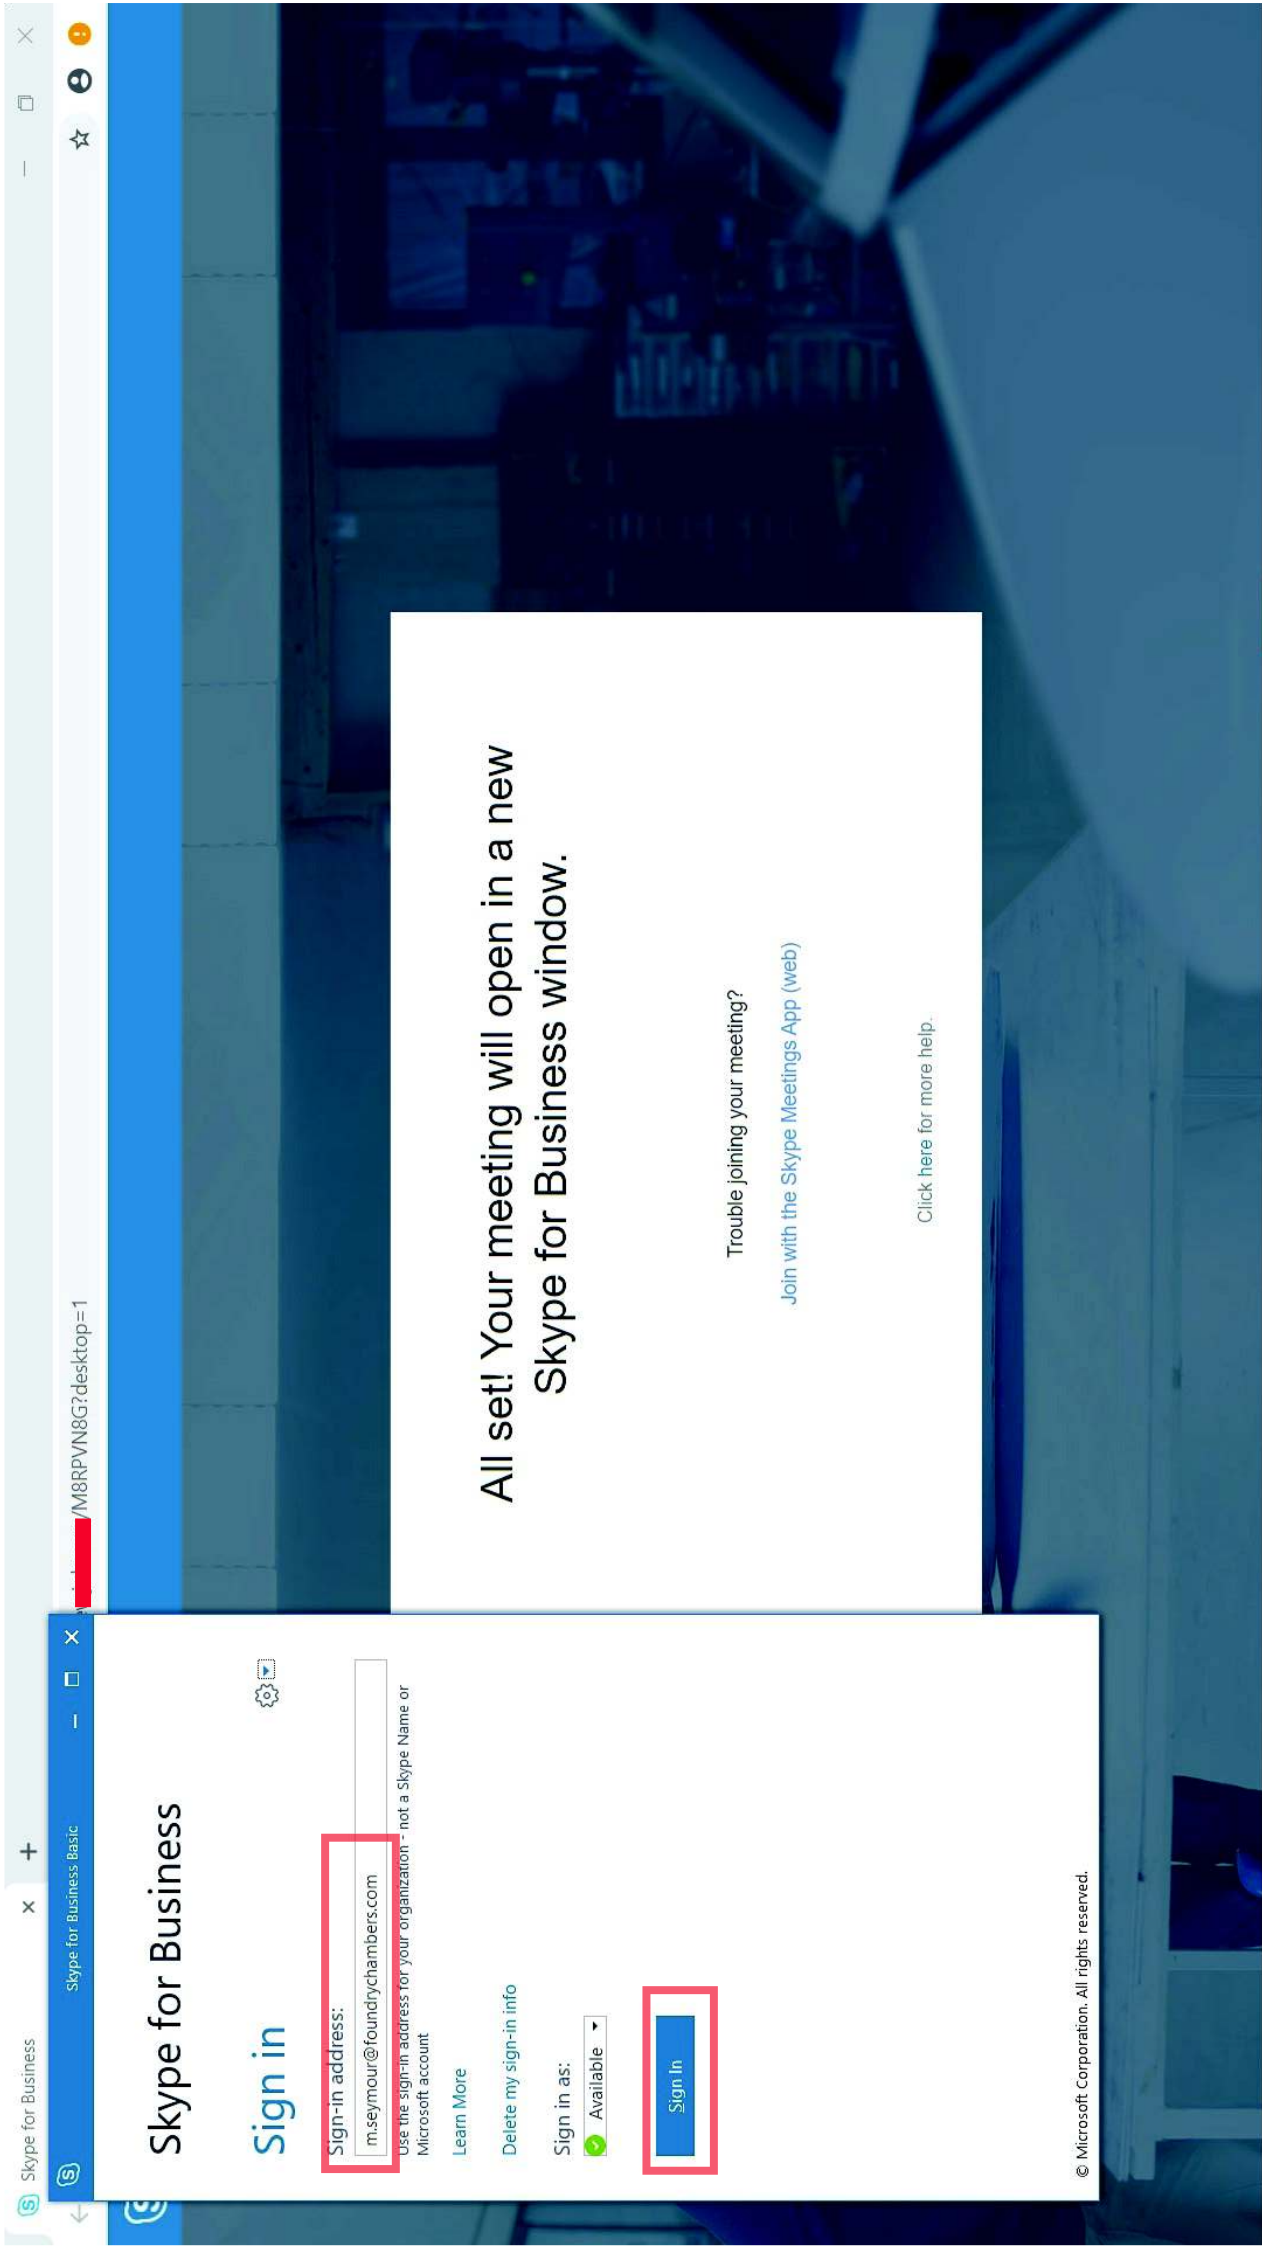 Skype for Business
/M8RPVN8G?desktop=1
Skype for Business Basic
Skype for Business
Sign in
Sign-in address:
m.seymour@foundrychambers.com
Use the sign-in address for your organization - not a Skype Name or
Microsoft account
Learn More
Delete my sign-in info
Sign in as:
Available
Sign In
© Microsoft Corporation. All rights reserved.
All set! Your meeting will open in a new
Skype for Business window.
Trouble joining your meeting?
Join with the Skype Meetings App (web)
Click here for more help.